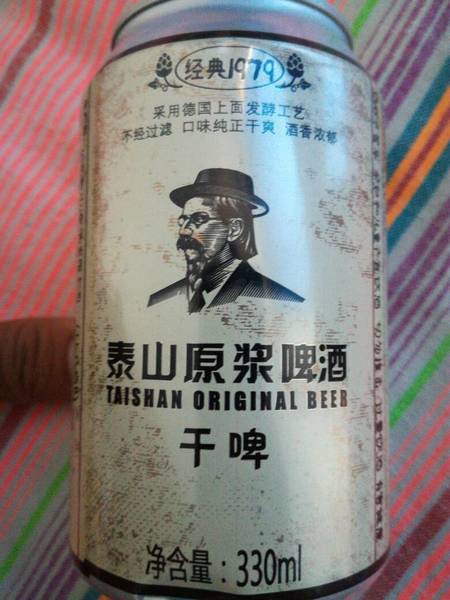 经典1979
采用德国上面发酵工艺
不经过滤 口味纯正干爽 酒香浓郁
泰山原浆啤酒
TAISHAN ORIGINAL BEER
干啤
净含量：330ml